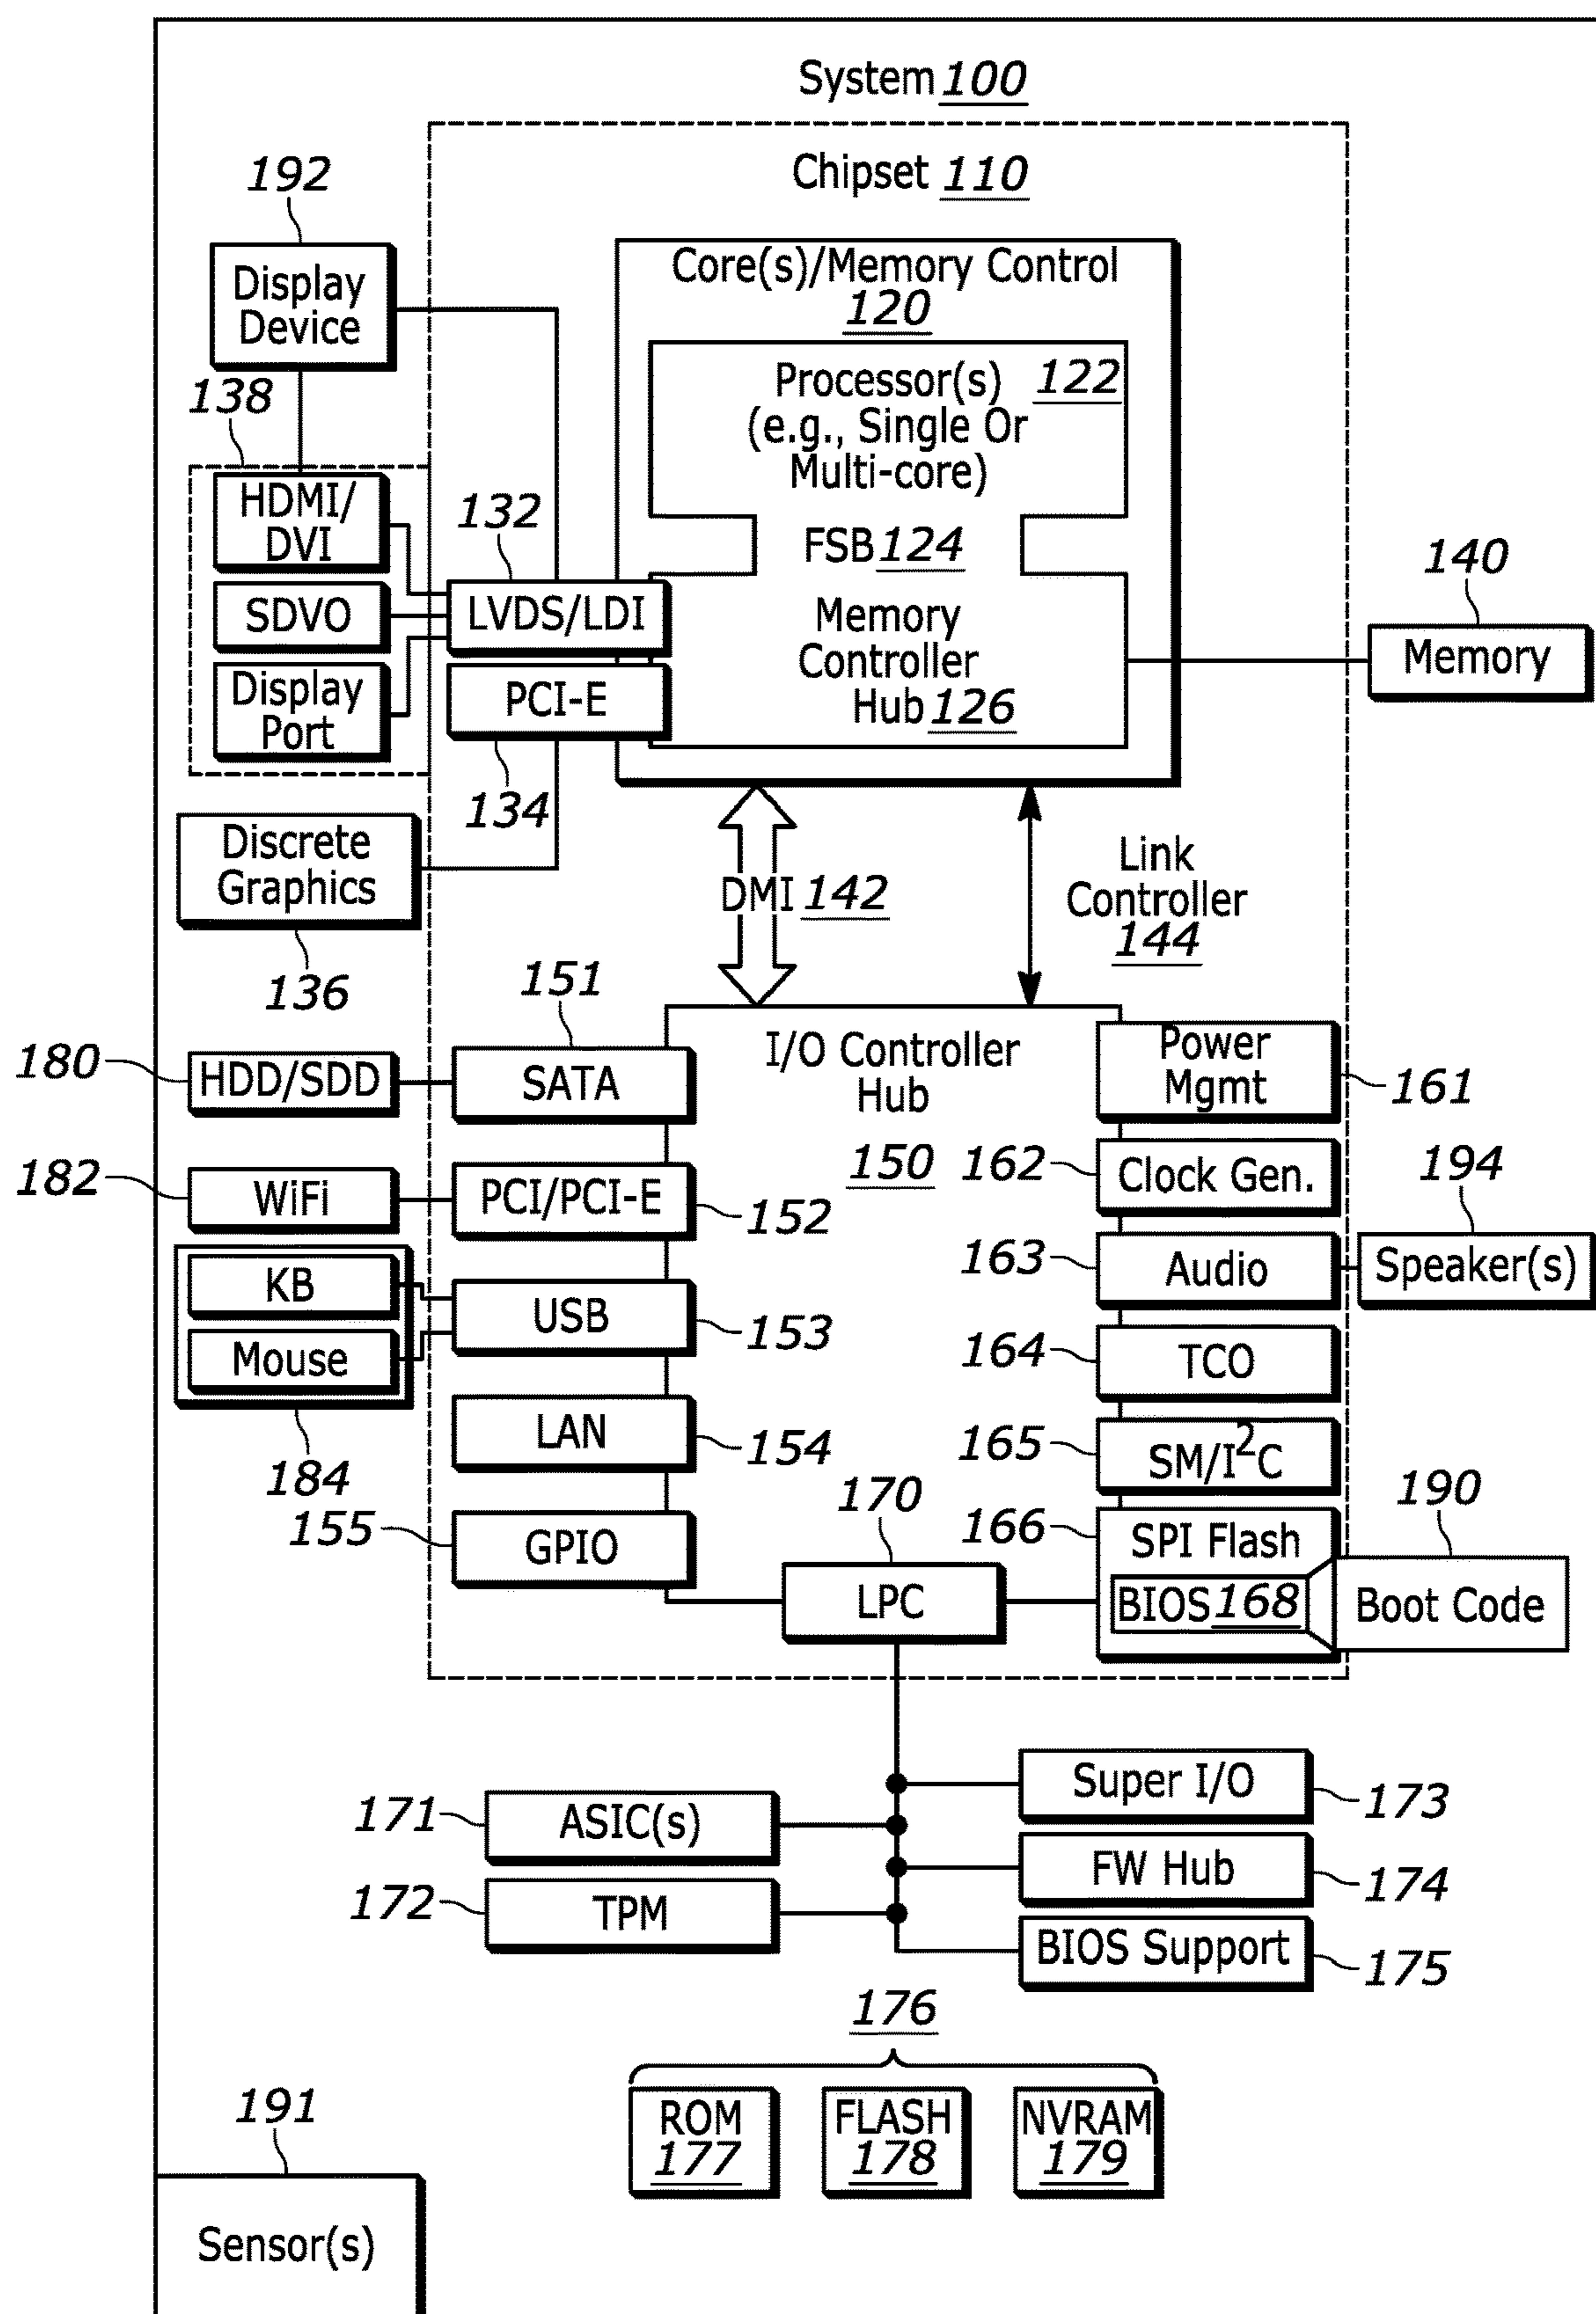 System 100
Chipset 110
192
Display
Device
Core(s)/Memory Control
120
Processor(s) 122
(e.g., Single Or
Multi-core)
138
HDMI/
DVI
SDVO
Display
Port
132
LVDS/LDI
PCI-E
134
FSB 124
Memory
Controller
Hub 126
140
Memory
Discrete
Graphics
136
DMI 142
Link
Controller
144
151
I/O Controller
Hub
150
180
HDD/SDD
SATA
Power
Mgmt
161
182
WiFi
PCI/PCI-E
152
162
Clock Gen.
194
KB
Mouse
184
USB
153
163
Audio
Speaker(s)
164
TCO
LAN
154
165
SM/I²C
155
GPIO
170
LPC
166
SPI Flash
BIOS 168
190
Boot Code
171
ASIC(s)
172
TPM
Super I/O
173
FW Hub
174
BIOS Support
175
176
ROM
177
FLASH
178
NVRAM
179
191
Sensor(s)